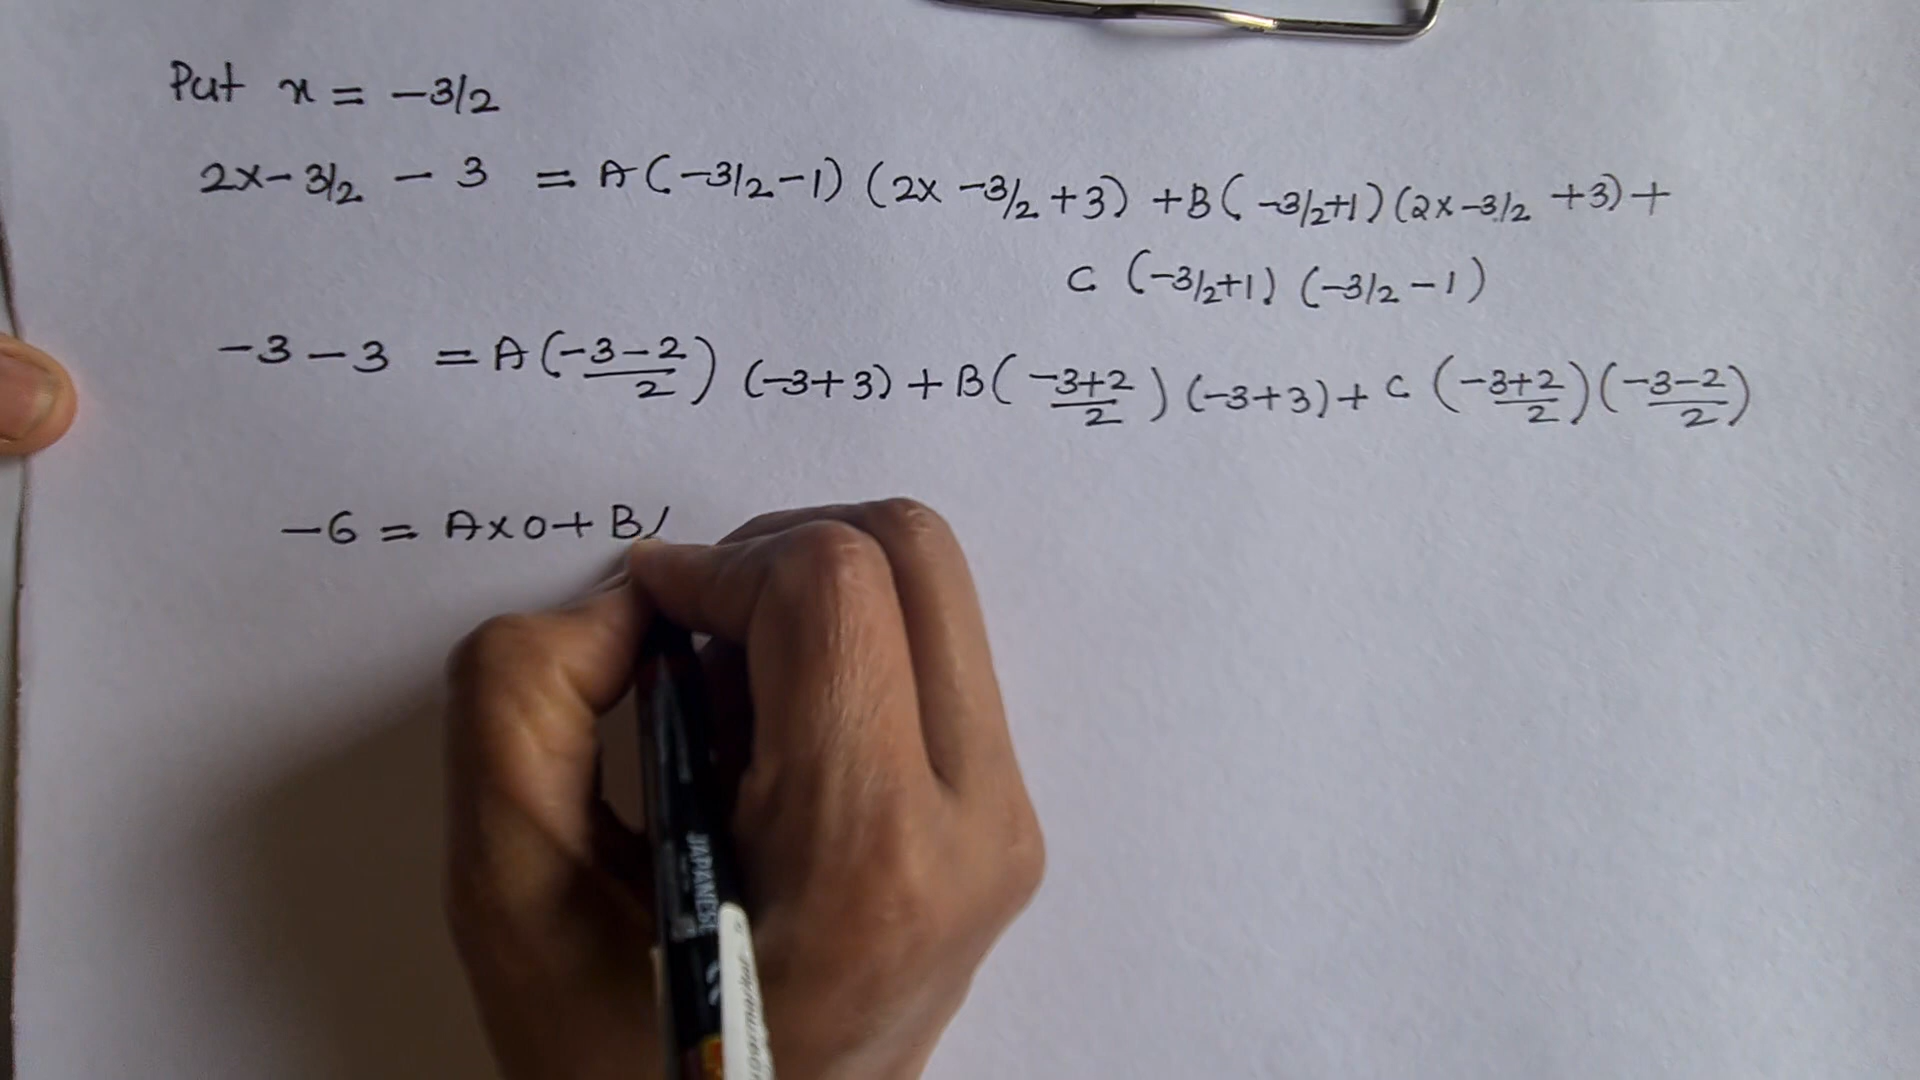 Put x = -3/2
2x-3/2 - 3 = A(-3/2-1) (2x -3/2 +3) +B( -3/2+1)(2x-3/2 +3)+
C (-3/2+1) (-3/2-1)
-3-3 = A(-3-2/2) (-3+3) + B( -3+2/2 ) (-3+3)+ C (-3+2/2)(-3-2/2)
-6 = Ax0+ B
JAPANESE